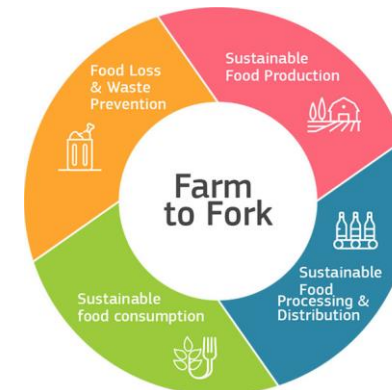 Food Loss
& Waste
Prevention
Sustainable
Food Production
Farm
to Fork
Sustainable
food consumption
Sustainable
Food
Processing &
Distribution